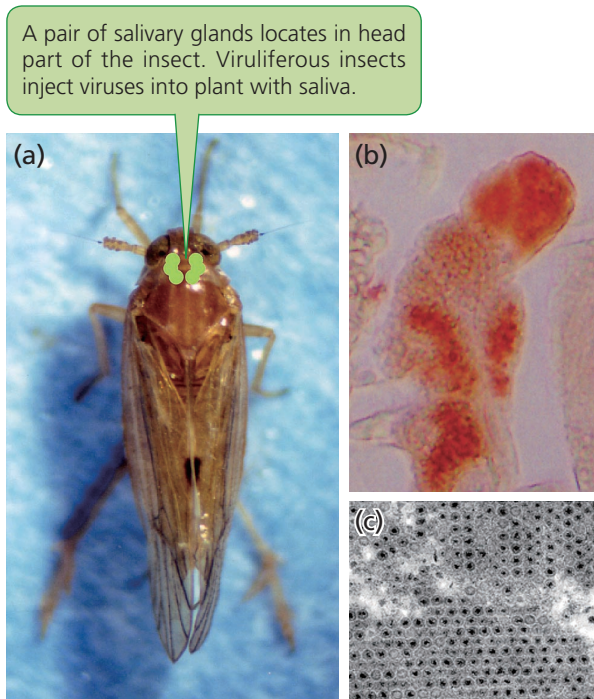 A pair of salivary glands locates in head
part of the insect. Viruliferous insects
inject viruses into plant with saliva.
(a)
(b)
(c)